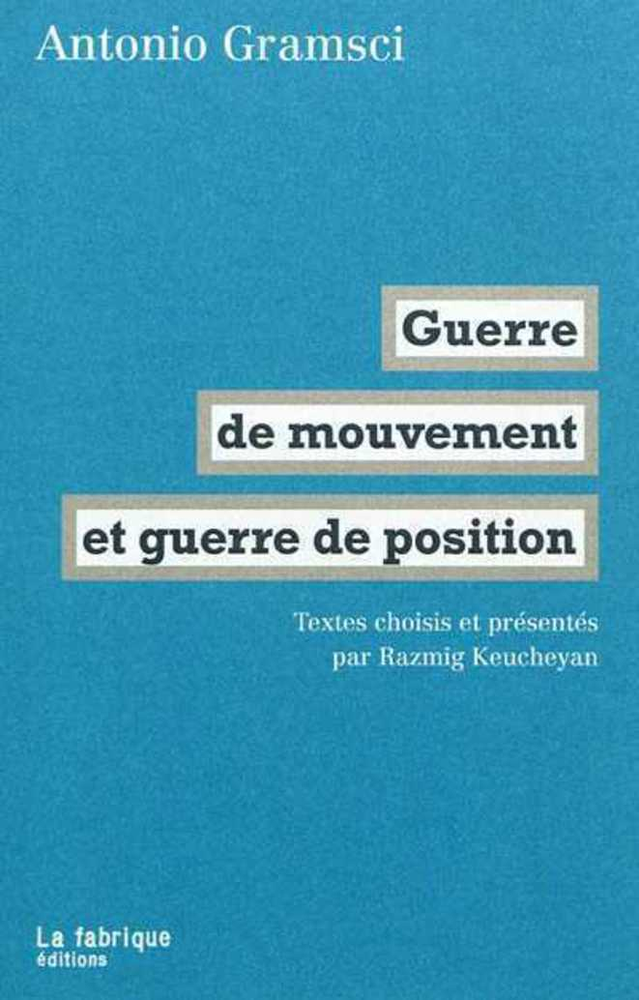 Antonio Gramsci
Guerre
de mouvement
et guerre de position
Textes choisis et présentés
par Razmig Keucheyan
La fabrique
éditions